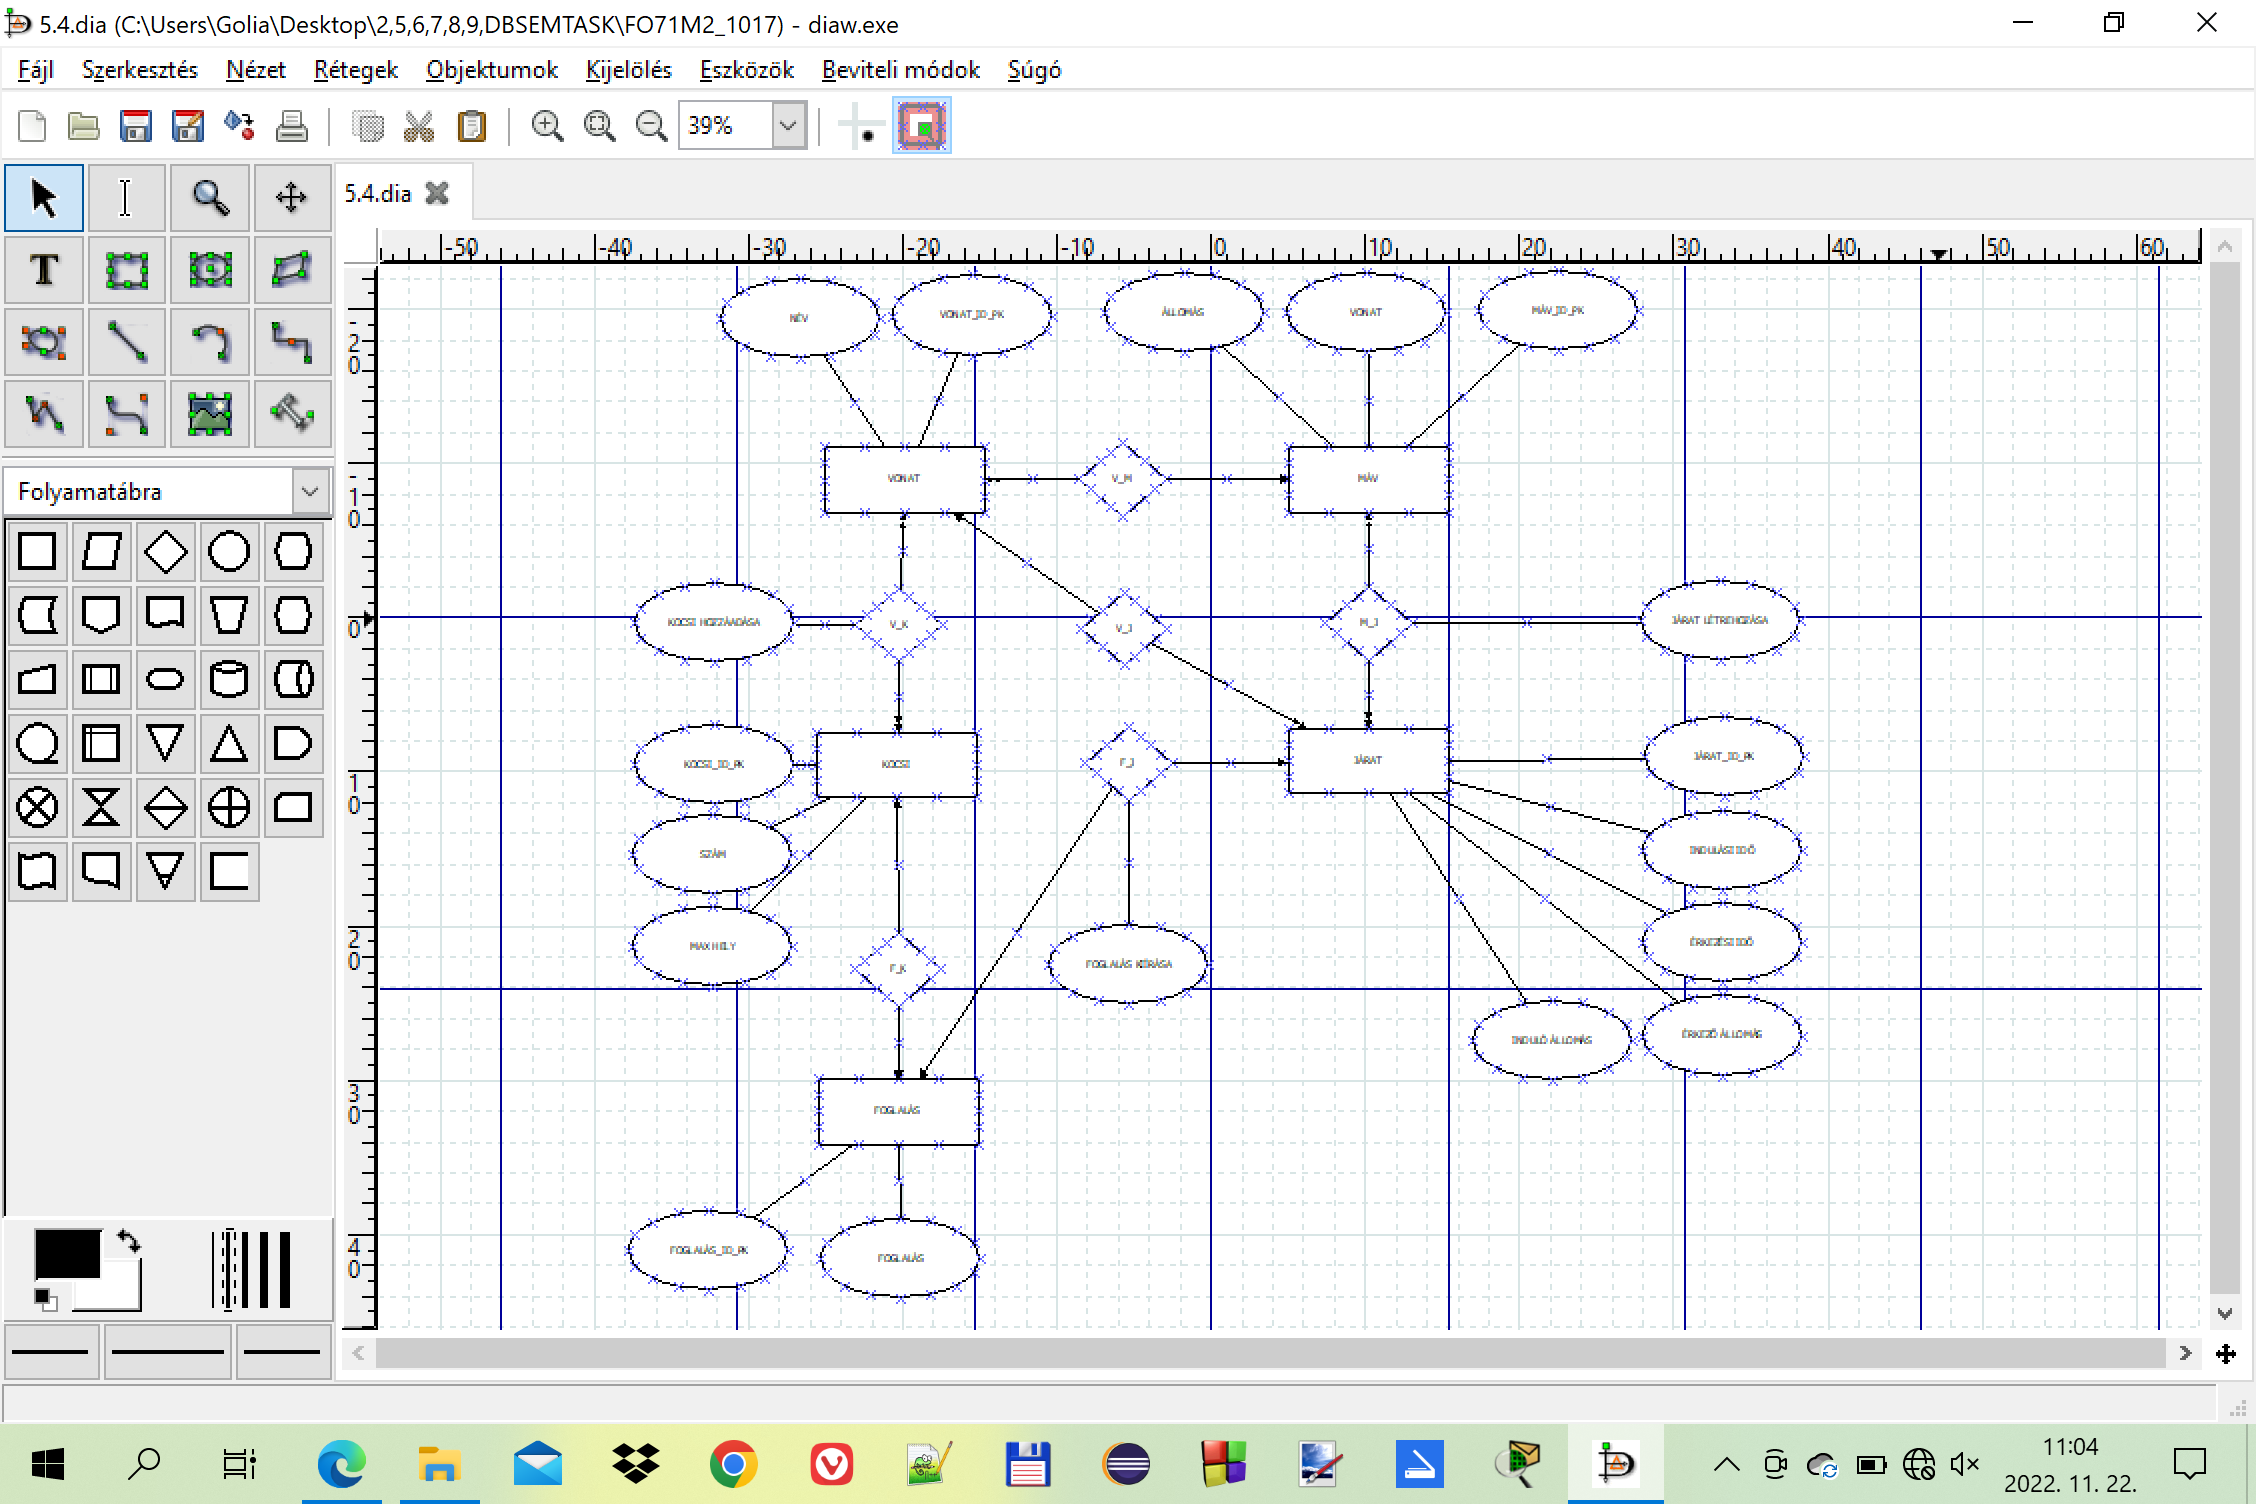 5.4.dia (C:\Users\Golia\Desktop\2,5,6,7,8,9,DBSEMTASK\FO71M2_1017) - diaw.exe
Fájl Szerkesztés Nézet Rétegek Objektumok Kijelölés Eszközök Beviteli módok Súgó
39%
5.4.dia
-50 -40 -30 -20 -10 0 10 20 30 40 50 60
T
-20
-10
0
10
20
30
40
Folyamatábra
NÉV
VONAT_ID_PK
ÁLLOMÁS
VONAT
MÁV_ID_PK
VONAT
V_M
MÁV
KOCSI HOZZÁADÁSA
V_K
V_J
M_J
JÁRAT LÉTREHOZÁSA
KOCSI_ID_PK
KOCSI
F_J
JÁRAT
JÁRAT_ID_PK
SZÁM
INDULÁSI IDŐ
MAX HELY
F_K
FOGLALÁS KIÍRÁSA
ÉRKEZÉSI IDŐ
INDULÓ ÁLLOMÁS
ÉRKEZŐ ÁLLOMÁS
FOGLALÁS
FOGLALÁS_ID_PK
FOGLALÁS
11:04
2022. 11. 22.